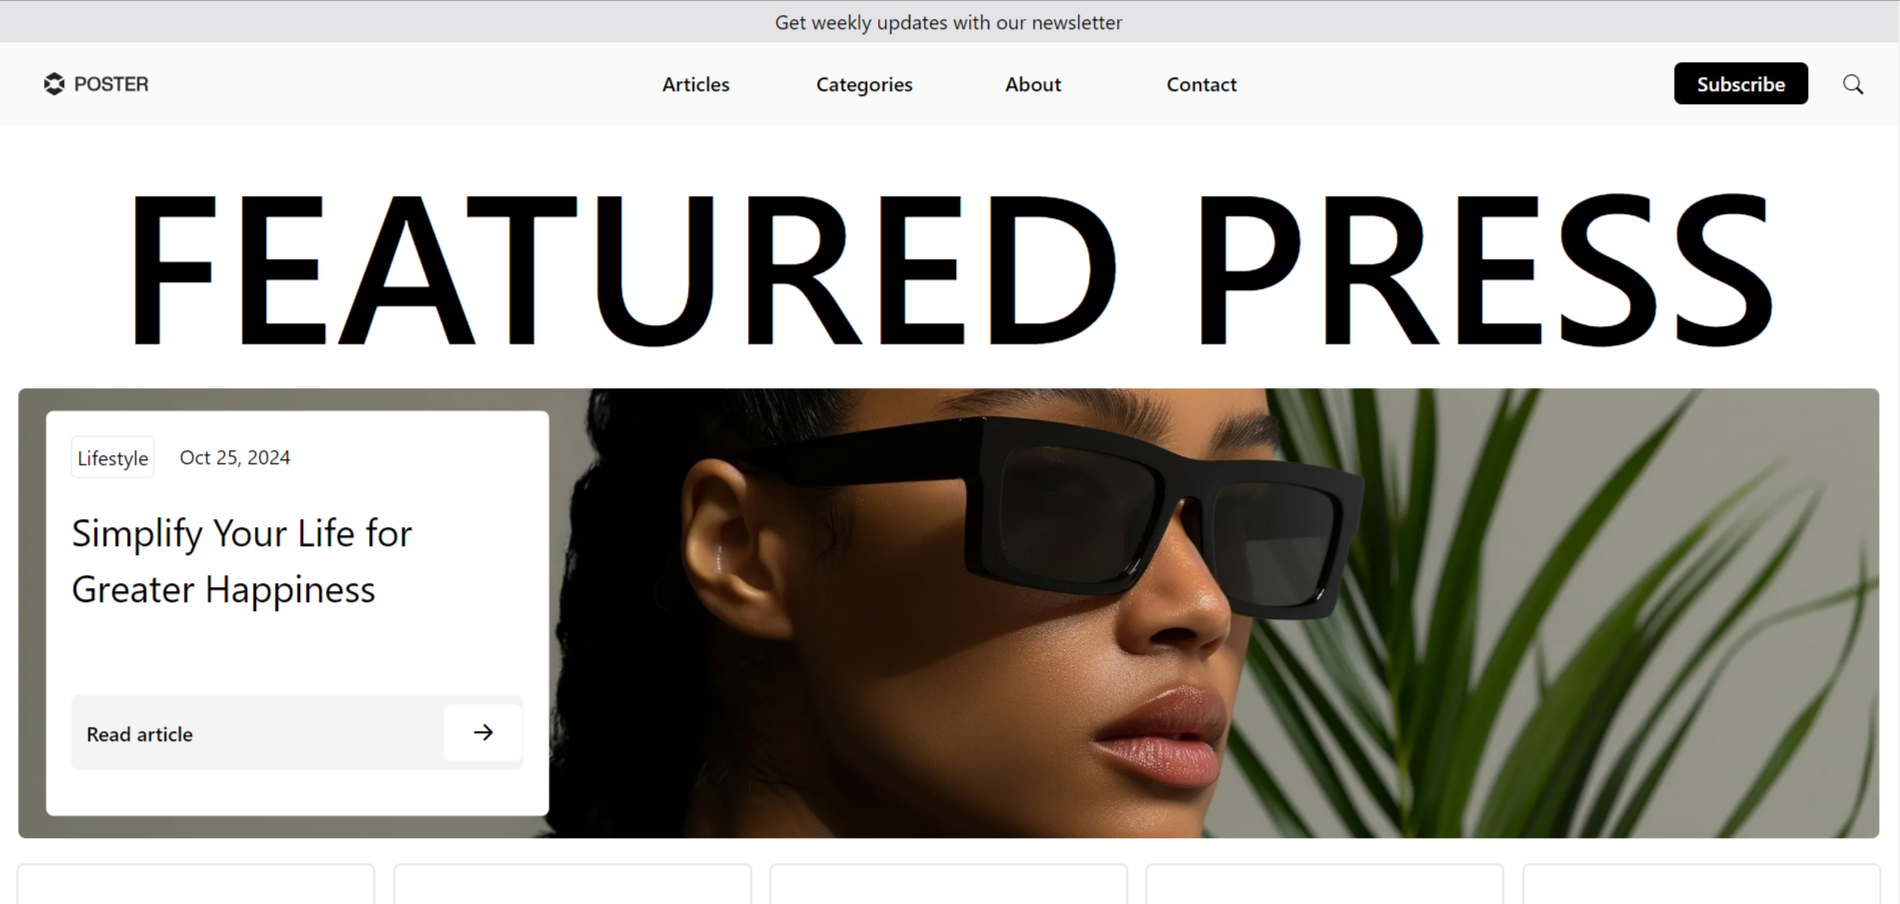 Get weekly updates with our newsletter
POSTER
Articles
Categories
About
Contact
Subscribe
FEATURED PRESS
Lifestyle
Oct 25, 2024
Simplify Your Life for
Greater Happiness
Read article